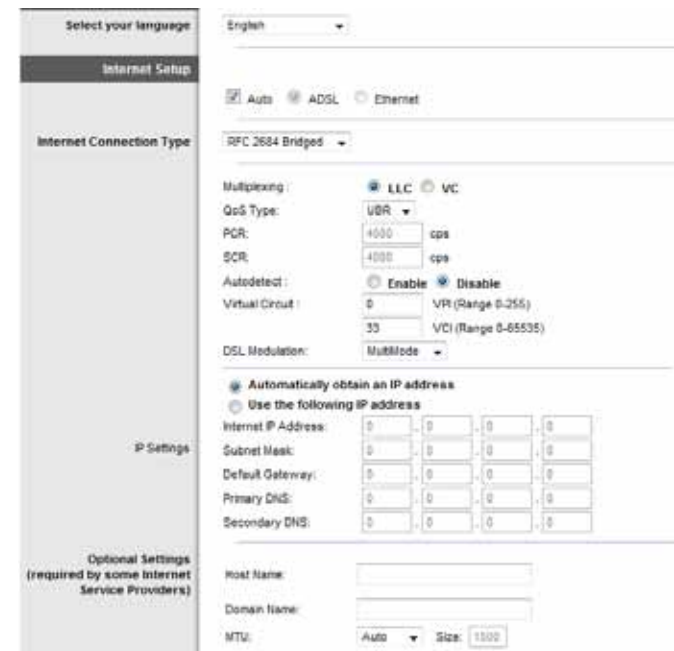 Select your language English
Internet Setup
Auto ADSL Ethernet
Internet Connection Type RFC 2684 Bridged
Multiplexing : LLC VC
QoS Type: UBR
PCR: 4000 cps
SCR: 4000 cps
Autodetect : Enable Disable
Virtual Circuit : 0 VPI (Range 0-255)
33 VCI (Range 0-65535)
DSL Modulation: MultiMode
Automatically obtain an IP address
Use the following IP address
Internet IP Address: 0 . 0 . 0 . 0
IP Settings Subnet Mask: 0 . 0 . 0 . 0
Default Gateway: 0 . 0 . 0 . 0
Primary DNS: 0 . 0 . 0 . 0
Secondary DNS: 0 . 0 . 0 . 0
Optional Settings
(required by some Internet Host Name:
Service Providers)
Domain Name:
MTU: Auto Size: 1500